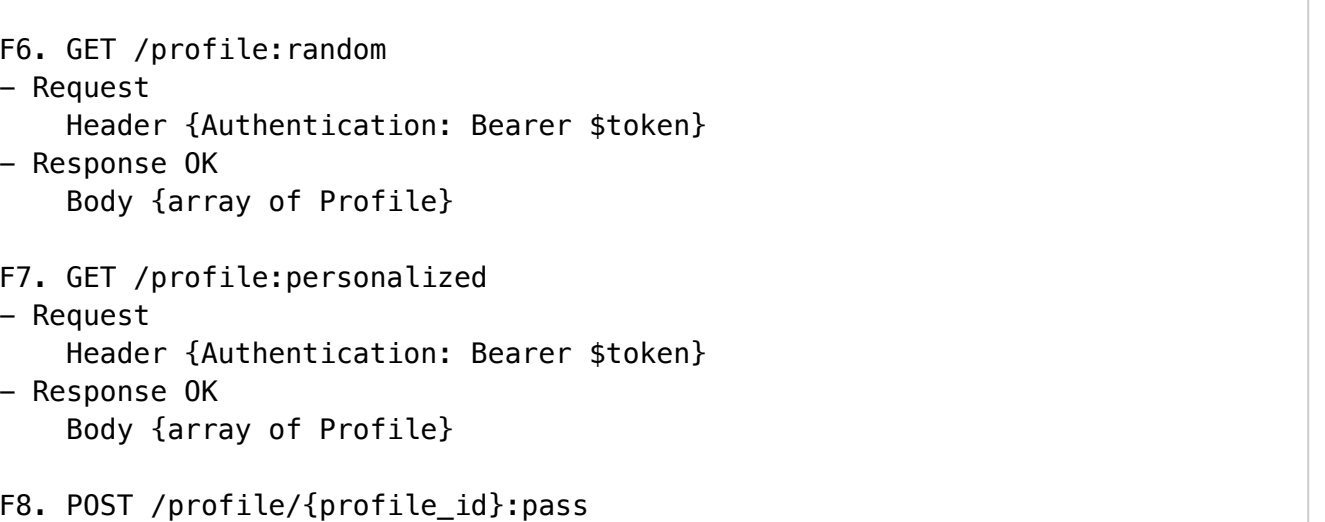 F6. GET /profile:random
– Request
Header {Authentication: Bearer $token}
– Response OK
Body {array of Profile}
F7. GET /profile:personalized
– Request
Header {Authentication: Bearer $token}
– Response OK
Body {array of Profile}
F8. POST /profile/{profile_id}:pass